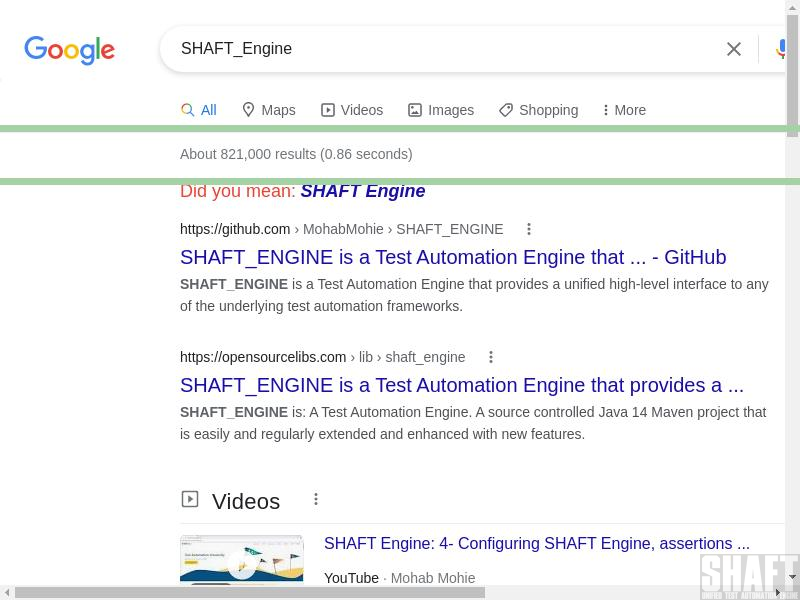 Google
SHAFT_Engine
All Maps Videos Images Shopping More
About 821,000 results (0.86 seconds)
Did you mean: SHAFT Engine
https://github.com › MohabMohie › SHAFT_ENGINE
SHAFT_ENGINE is a Test Automation Engine that ... - GitHub
SHAFT_ENGINE is a Test Automation Engine that provides a unified high-level interface to any
of the underlying test automation frameworks.
https://opensourcelibs.com › lib › shaft_engine
SHAFT_ENGINE is a Test Automation Engine that provides a ...
SHAFT_ENGINE is: A Test Automation Engine. A source controlled Java 14 Maven project that
is easily and regularly extended and enhanced with new features.
Videos
SHAFT Engine: 4- Configuring SHAFT Engine, assertions ...
YouTube · Mohab Mohie
SHAFT